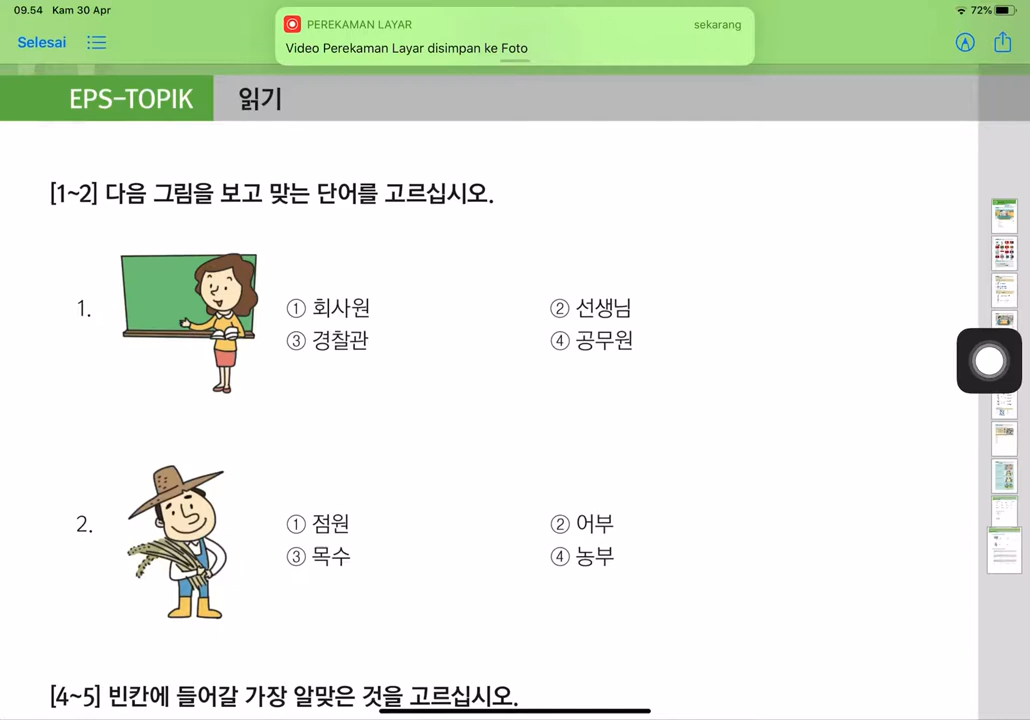 09.54 Kam 30 Apr
72%
PEREKAMAN LAYAR
sekarang
Video Perekaman Layar disimpan ke Foto
Selesai
EPS-TOPIK
읽기
[1~2] 다음 그림을 보고 맞는 단어를 고르십시오.
1.
① 회사원 ② 선생님
③ 경찰관 ④ 공무원
2.
① 점원 ② 어부
③ 목수 ④ 농부
[4~5] 빈칸에 들어갈 가장 알맞은 것을 고르십시오.